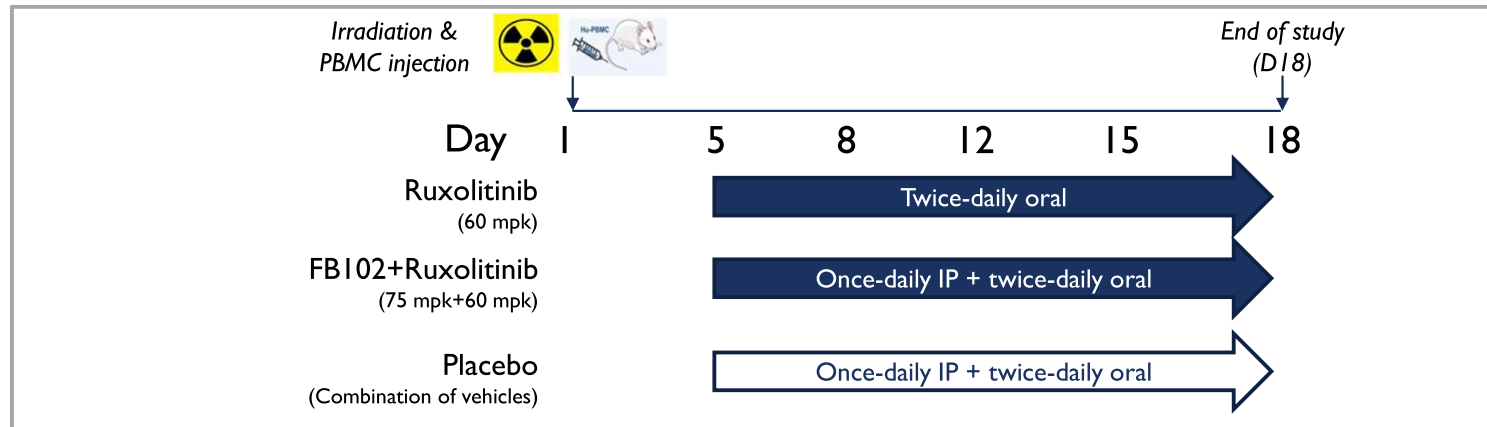 Irradiation &
PBMC injection
Hu-PBMC
End of study
(D18)
Day 1 5 8 12 15 18
Ruxolitinib
(60 mpk)
Twice-daily oral
FB102+Ruxolitinib
(75 mpk+60 mpk)
Once-daily IP + twice-daily oral
Placebo
(Combination of vehicles)
Once-daily IP + twice-daily oral